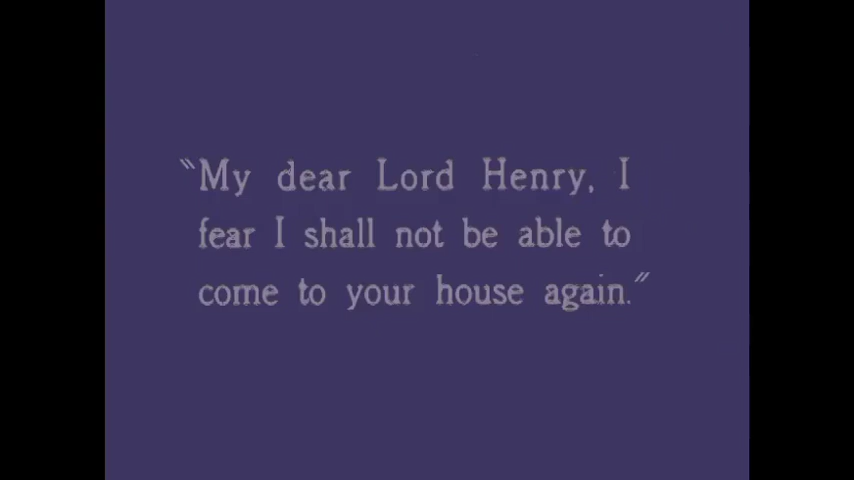 "My dear Lord Henry, I
fear I shall not be able to
come to your house again."